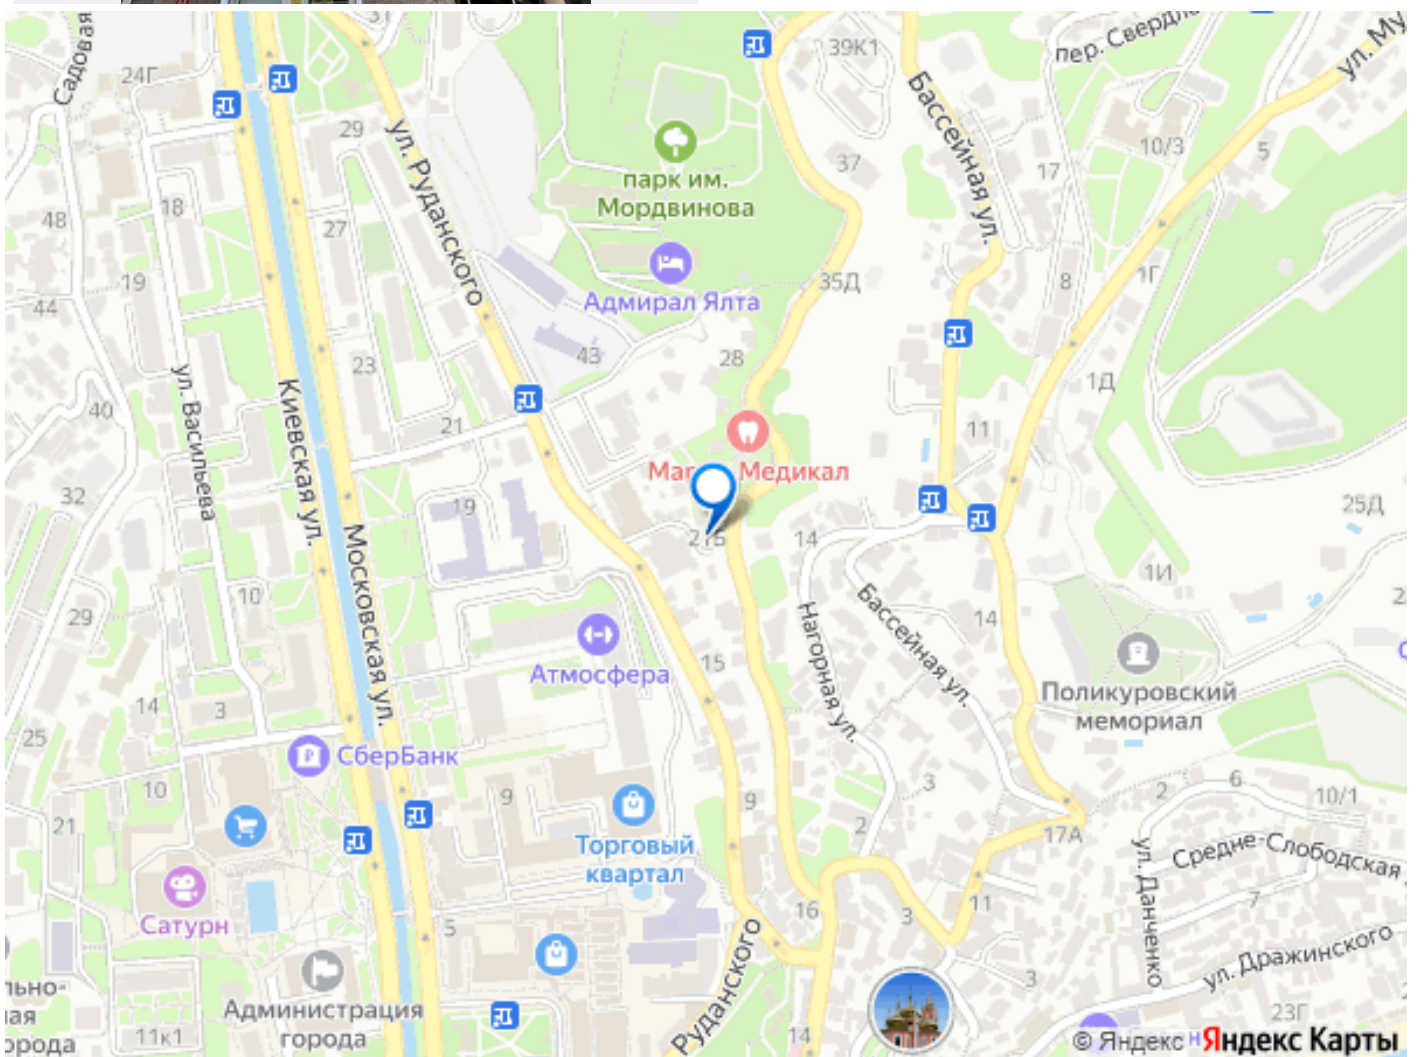 Садовая
31
24Г
39К1
пер. Свердло
ул. Му
29
ул. Руданского
Бассейная ул.
10/3
5
парк им.
Мордвинова
37
17
48
18
27
19
Адмирал Ялта
35Д
8
1Г
44
23
43
28
1Д
ул. Васильева
Киевская ул.
40
21
11
Медикал
32
19
Московская ул.
25Д
21Б
14
10
1И
29
14
Нагорная ул.
Бассейная ул.
Атмосфера
15
Поликуровский
мемориал
14
3
25
СберБанк
10
9
9
3
2
6
10/1
21
2
17А
Торговый
квартал
ул. Данченко
Средне-Слободская
7
Сатурн
5
16
3
11
ул. Дражинского
Руданского
3
Администрация
города
11к1
14
23Г
© Яндекс Яндекс Карты